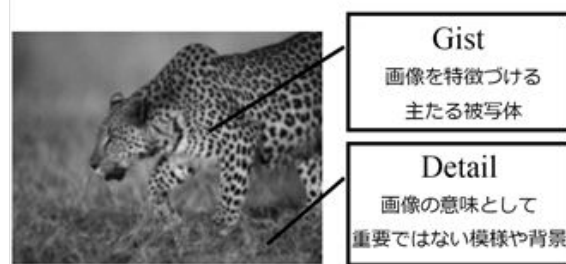 Gist
画像を特徴づける
主たる被写体
Detail
画像の意味として
重要ではない模様や背景